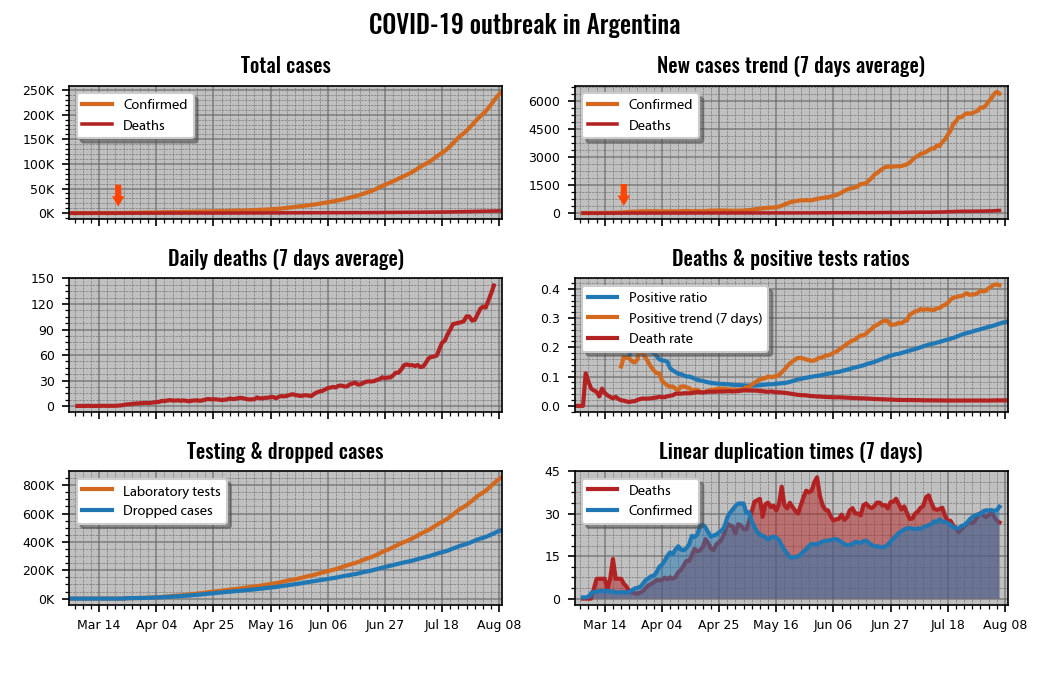 COVID-19 outbreak in Argentina
Total cases
250K
200K
150K
100K
50K
0K
Confirmed
Deaths
New cases trend (7 days average)
6000
4500
3000
1500
0
Confirmed
Deaths
Daily deaths (7 days average)
150
120
90
60
30
0
Deaths & positive tests ratios
0.4
0.3
0.2
0.1
0.0
Positive ratio
Positive trend (7 days)
Death rate
Testing & dropped cases
800K
600K
400K
200K
0K
Laboratory tests
Dropped cases
Mar 14 Apr 04 Apr 25 May 16 Jun 06 Jun 27 Jul 18 Aug 08
Linear duplication times (7 days)
45
30
15
0
Deaths
Confirmed
Mar 14 Apr 04 Apr 25 May 16 Jun 06 Jun 27 Jul 18 Aug 08